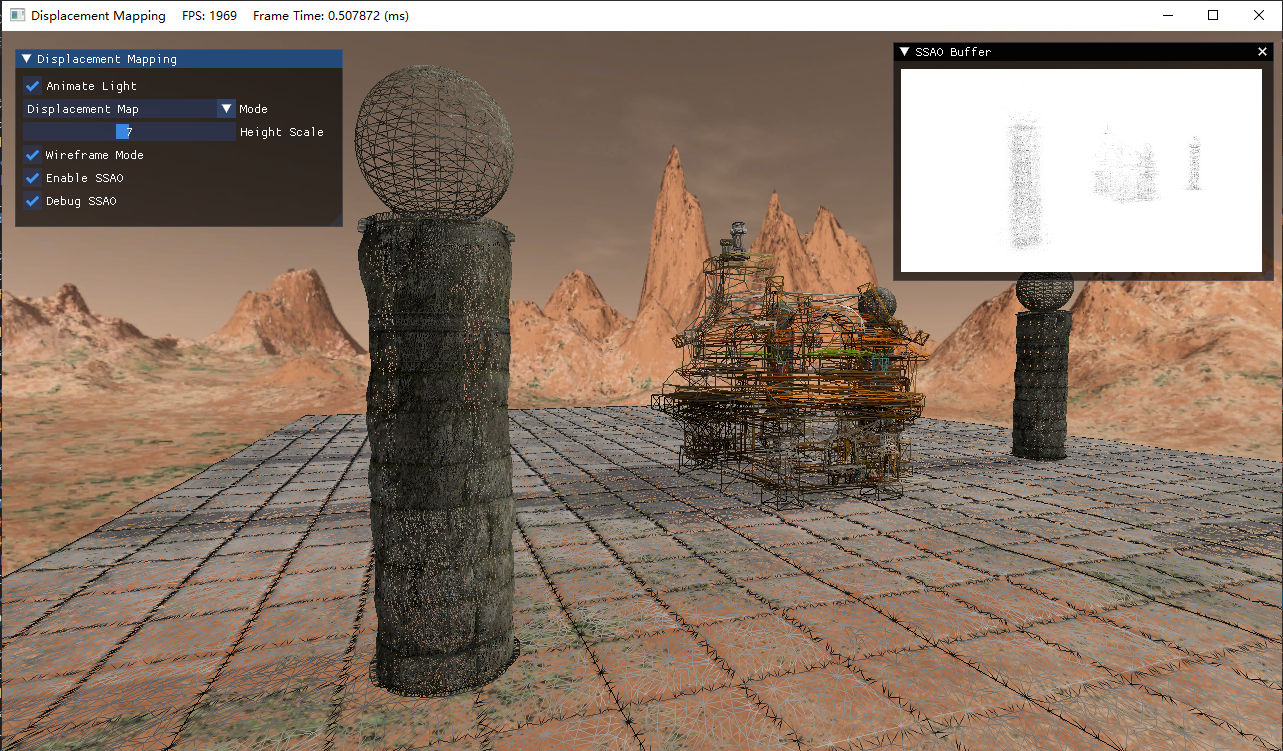 Displacement Mapping FPS: 1969 Frame Time: 0.507872 (ms)
Displacement Mapping
Animate Light
Displacement Map Mode
7 Height Scale
Wireframe Mode
Enable SSAO
Debug SSAO
SSAO Buffer